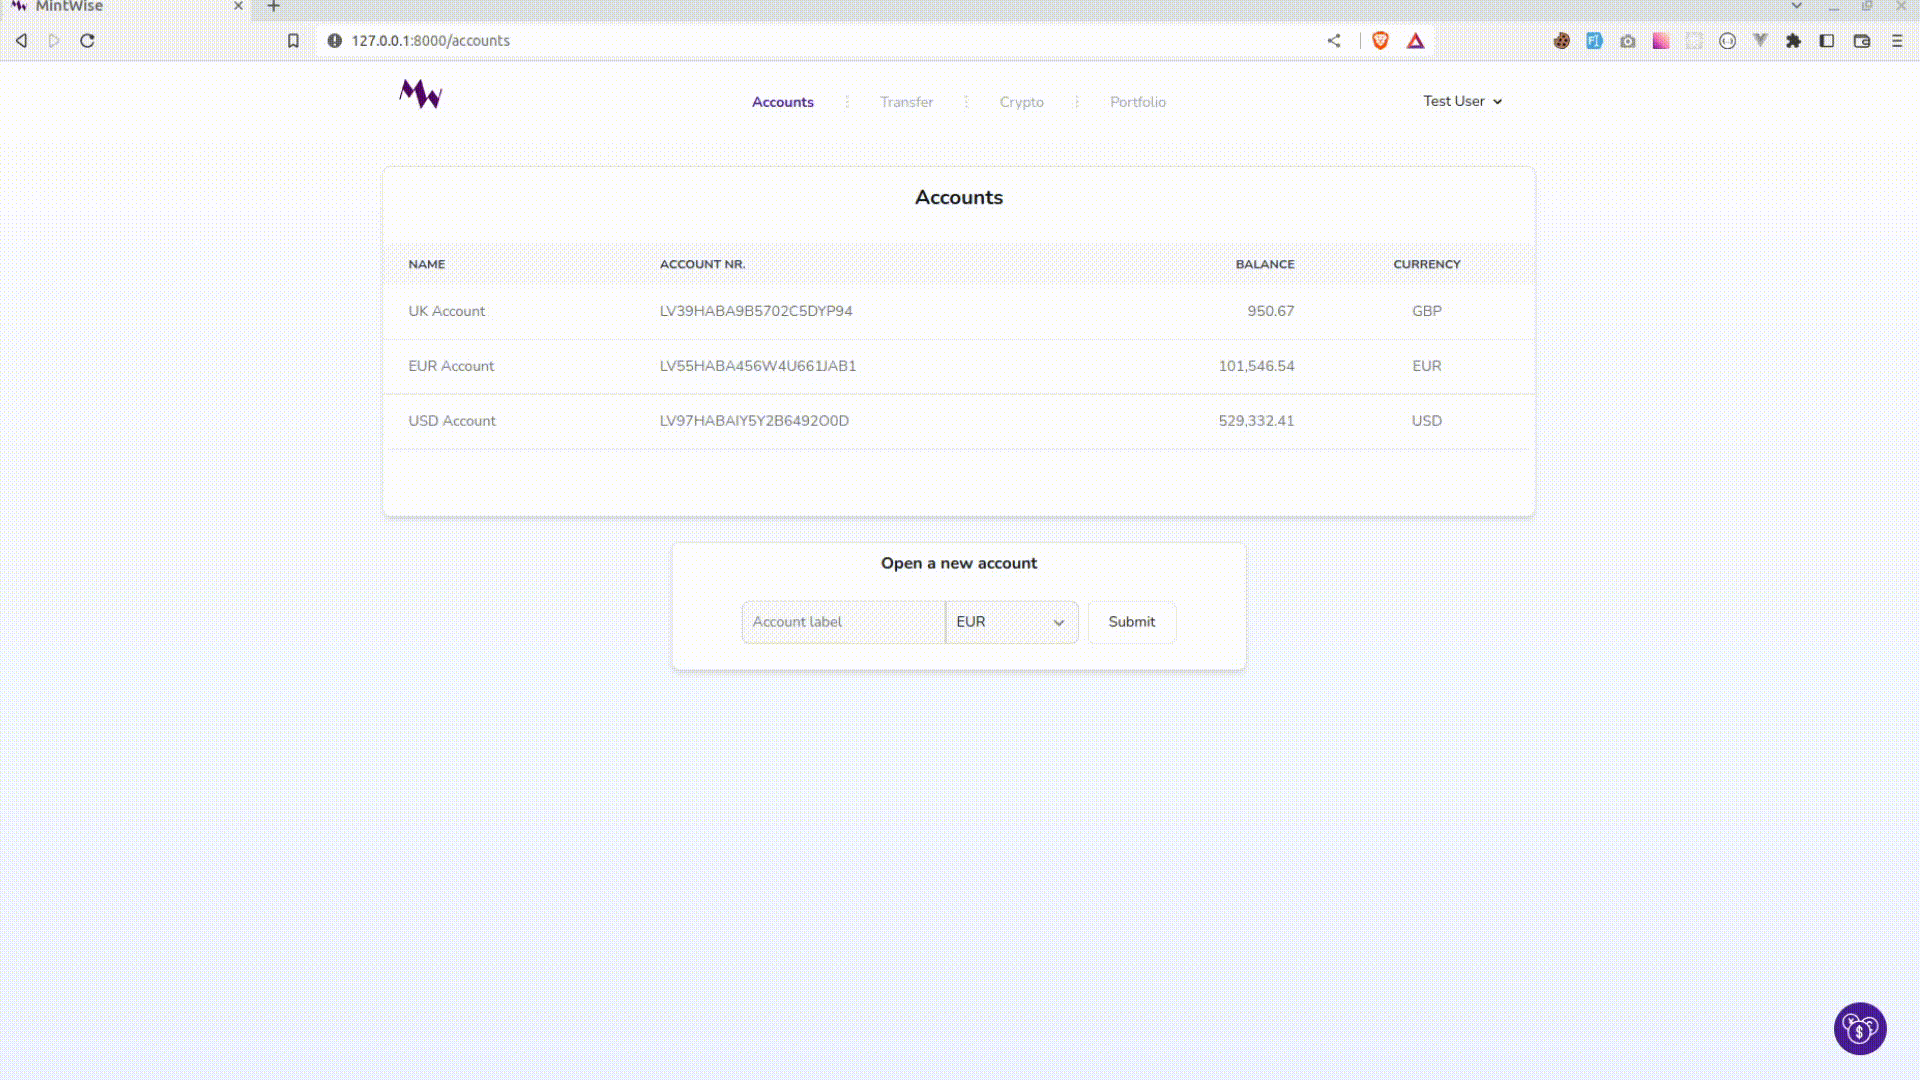 MintWise
127.0.0.1:8000/accounts
MW
Accounts Transfer Crypto Portfolio Test User
Accounts
NAME ACCOUNT NR. BALANCE CURRENCY
UK Account LV39HABA9B5702C5DYP94 950.67 GBP
EUR Account LV55HABA456W4U661JAB1 101,546.54 EUR
USD Account LV97HABAIY5Y2B6492O0D 529,332.41 USD
Open a new account
Account label EUR Submit